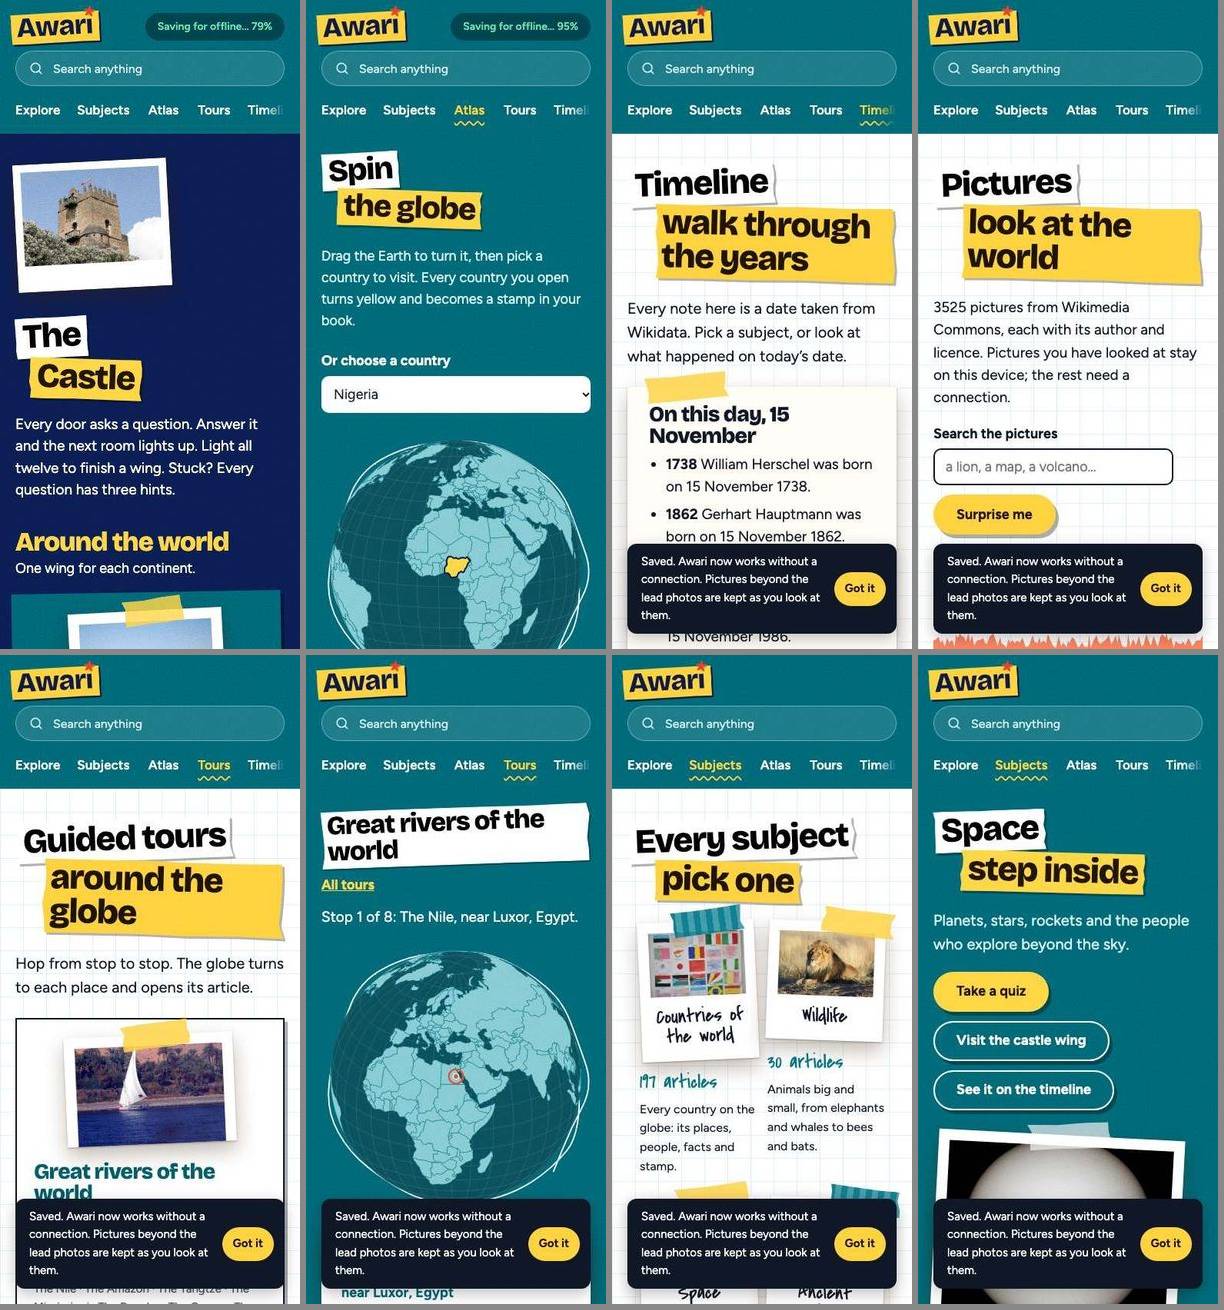 Awari
Saving for offline... 79%
Search anything
Explore Subjects Atlas Tours
The
Castle
Every door asks a question. Answer it
and the next room lights up. Light all
twelve to finish a wing. Stuck? Every
question has three hints.
Around the world
One wing for each continent.
Awari
Saving for offline... 95%
Search anything
Explore Subjects Atlas Tours
Spin
the globe
Drag the Earth to turn it, then pick a
country to visit. Every country you open
turns yellow and becomes a stamp in your
book.
Or choose a country
Nigeria
Awari
Search anything
Explore Subjects Atlas Tours
Timeline
walk through
the years
Every note here is a date taken from
Wikidata. Pick a subject, or look at
what happened on today's date.
On this day, 15
November
• 1738 William Herschel was born
on 15 November 1738.
• 1862 Gerhart Hauptmann was
born on 15 November 1862.
Saved. Awari now works without a
connection. Pictures beyond the
lead photos are kept as you look at
them.
Got it
15 November 1986.
Awari
Search anything
Explore Subjects Atlas Tours
Pictures
look at the
world
3525 pictures from Wikimedia
Commons, each with its author and
licence. Pictures you have looked at stay
on this device; the rest need a
connection.
Search the pictures
a lion, a map, a volcano...
Surprise me
Saved. Awari now works without a
connection. Pictures beyond the
lead photos are kept as you look at
them.
Got it
Awari
Search anything
Explore Subjects Atlas Tours
Guided tours
around the
globe
Hop from stop to stop. The globe turns
to each place and opens its article.
Great rivers of the
world
Saved. Awari now works without a
connection. Pictures beyond the
lead photos are kept as you look at
them.
Got it
Awari
Search anything
Explore Subjects Atlas Tours
Great rivers of the
world
All tours
Stop 1 of 8: The Nile, near Luxor, Egypt.
Saved. Awari now works without a
connection. Pictures beyond the
lead photos are kept as you look at
them.
Got it
near Luxor, Egypt
Awari
Search anything
Explore Subjects Atlas Tours
Every subject
pick one
Countries of
the world
197 articles
Every country on the
globe: its places,
people, facts and
stamp.
Wildlife
30 articles
Animals big and
small, from elephants
and whales to bees
and bats.
Saved. Awari now works without a
connection. Pictures beyond the
lead photos are kept as you look at
them.
Got it
Space Ancient
Awari
Search anything
Explore Subjects Atlas Tours
Space
step inside
Planets, stars, rockets and the people
who explore beyond the sky.
Take a quiz
Visit the castle wing
See it on the timeline
Saved. Awari now works without a
connection. Pictures beyond the
lead photos are kept as you look at
them.
Got it